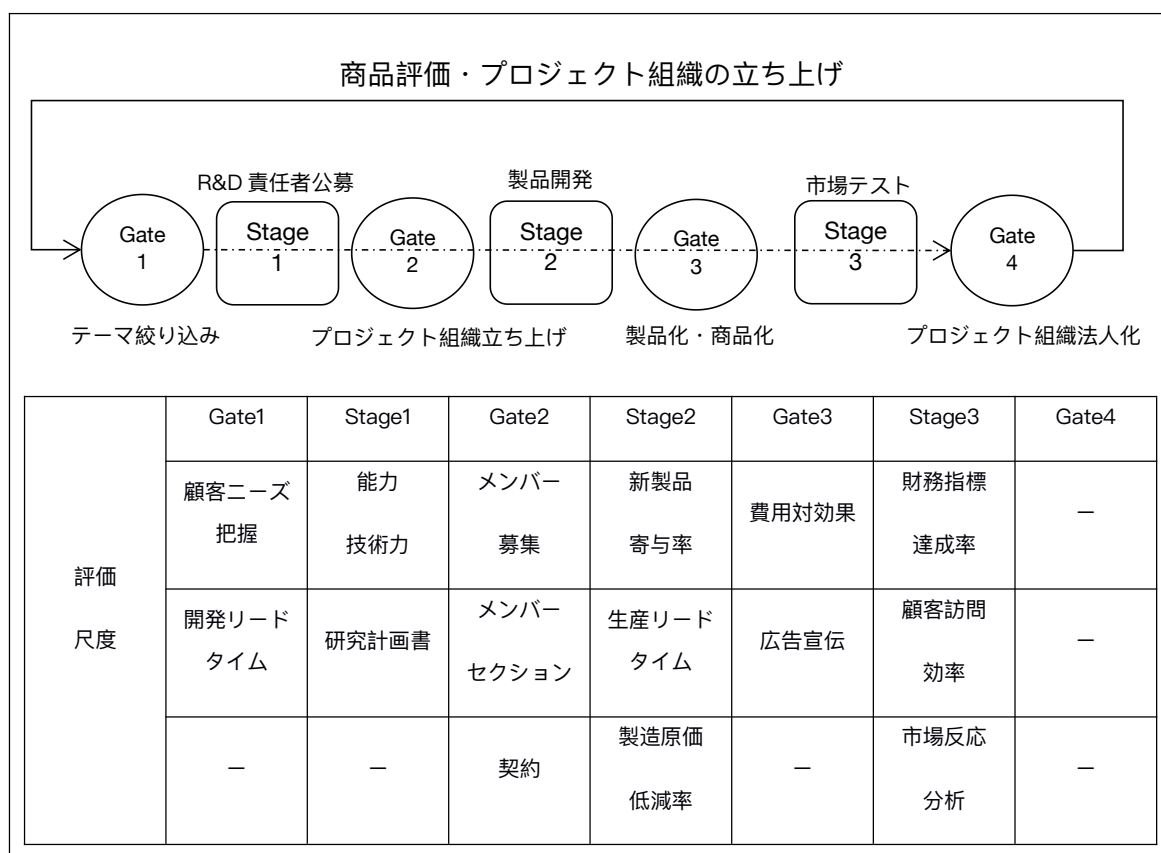 商品評価・プロジェクト組織の立ち上げ
R&D 責任者公募
製品開発
市場テスト
Gate
1
Stage
1
Gate
2
Stage
2
Gate
3
Stage
3
Gate
4
テーマ絞り込み
プロジェクト組織立ち上げ
製品化・商品化
プロジェクト組織法人化
評価
尺度
Gate1
Stage1
Gate2
Stage2
Gate3
Stage3
Gate4
顧客ニーズ
把握
能力
技術力
メンバー
募集
新製品
寄与率
費用対効果
財務指標
達成率
－
開発リード
タイム
研究計画書
メンバー
セクション
生産リード
タイム
広告宣伝
顧客訪問
効率
－
－
－
契約
製造原価
低減率
－
市場反応
分析
－